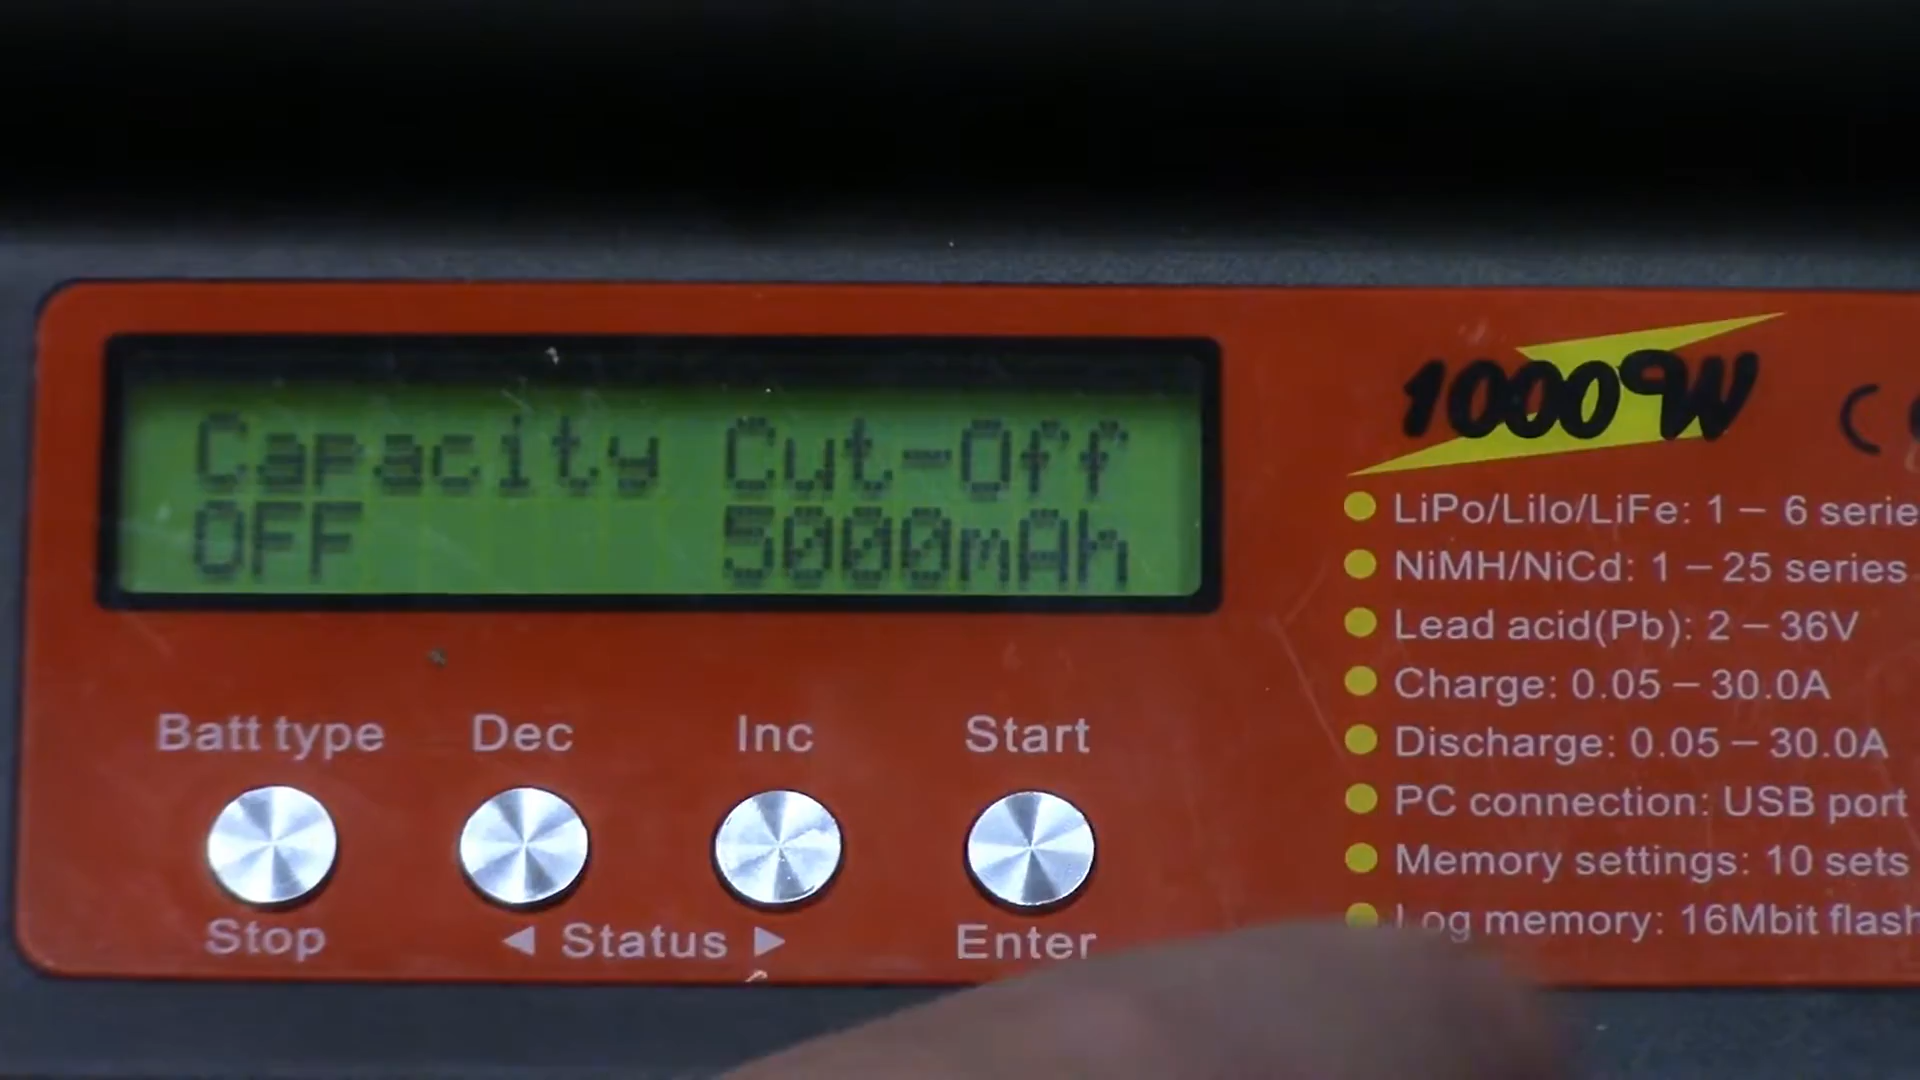 Capacity Cut-Off
OFF 5000mAh
Batt type Dec Inc Start
Stop ◀ Status ▶ Enter
1000W
LiPo/LiIo/LiFe: 1 – 6 serie
NiMH/NiCd: 1 – 25 series
Lead acid(Pb): 2 – 36V
Charge: 0.05 – 30.0A
Discharge: 0.05 – 30.0A
PC connection: USB port
Memory settings: 10 sets
Log memory: 16Mbit flash